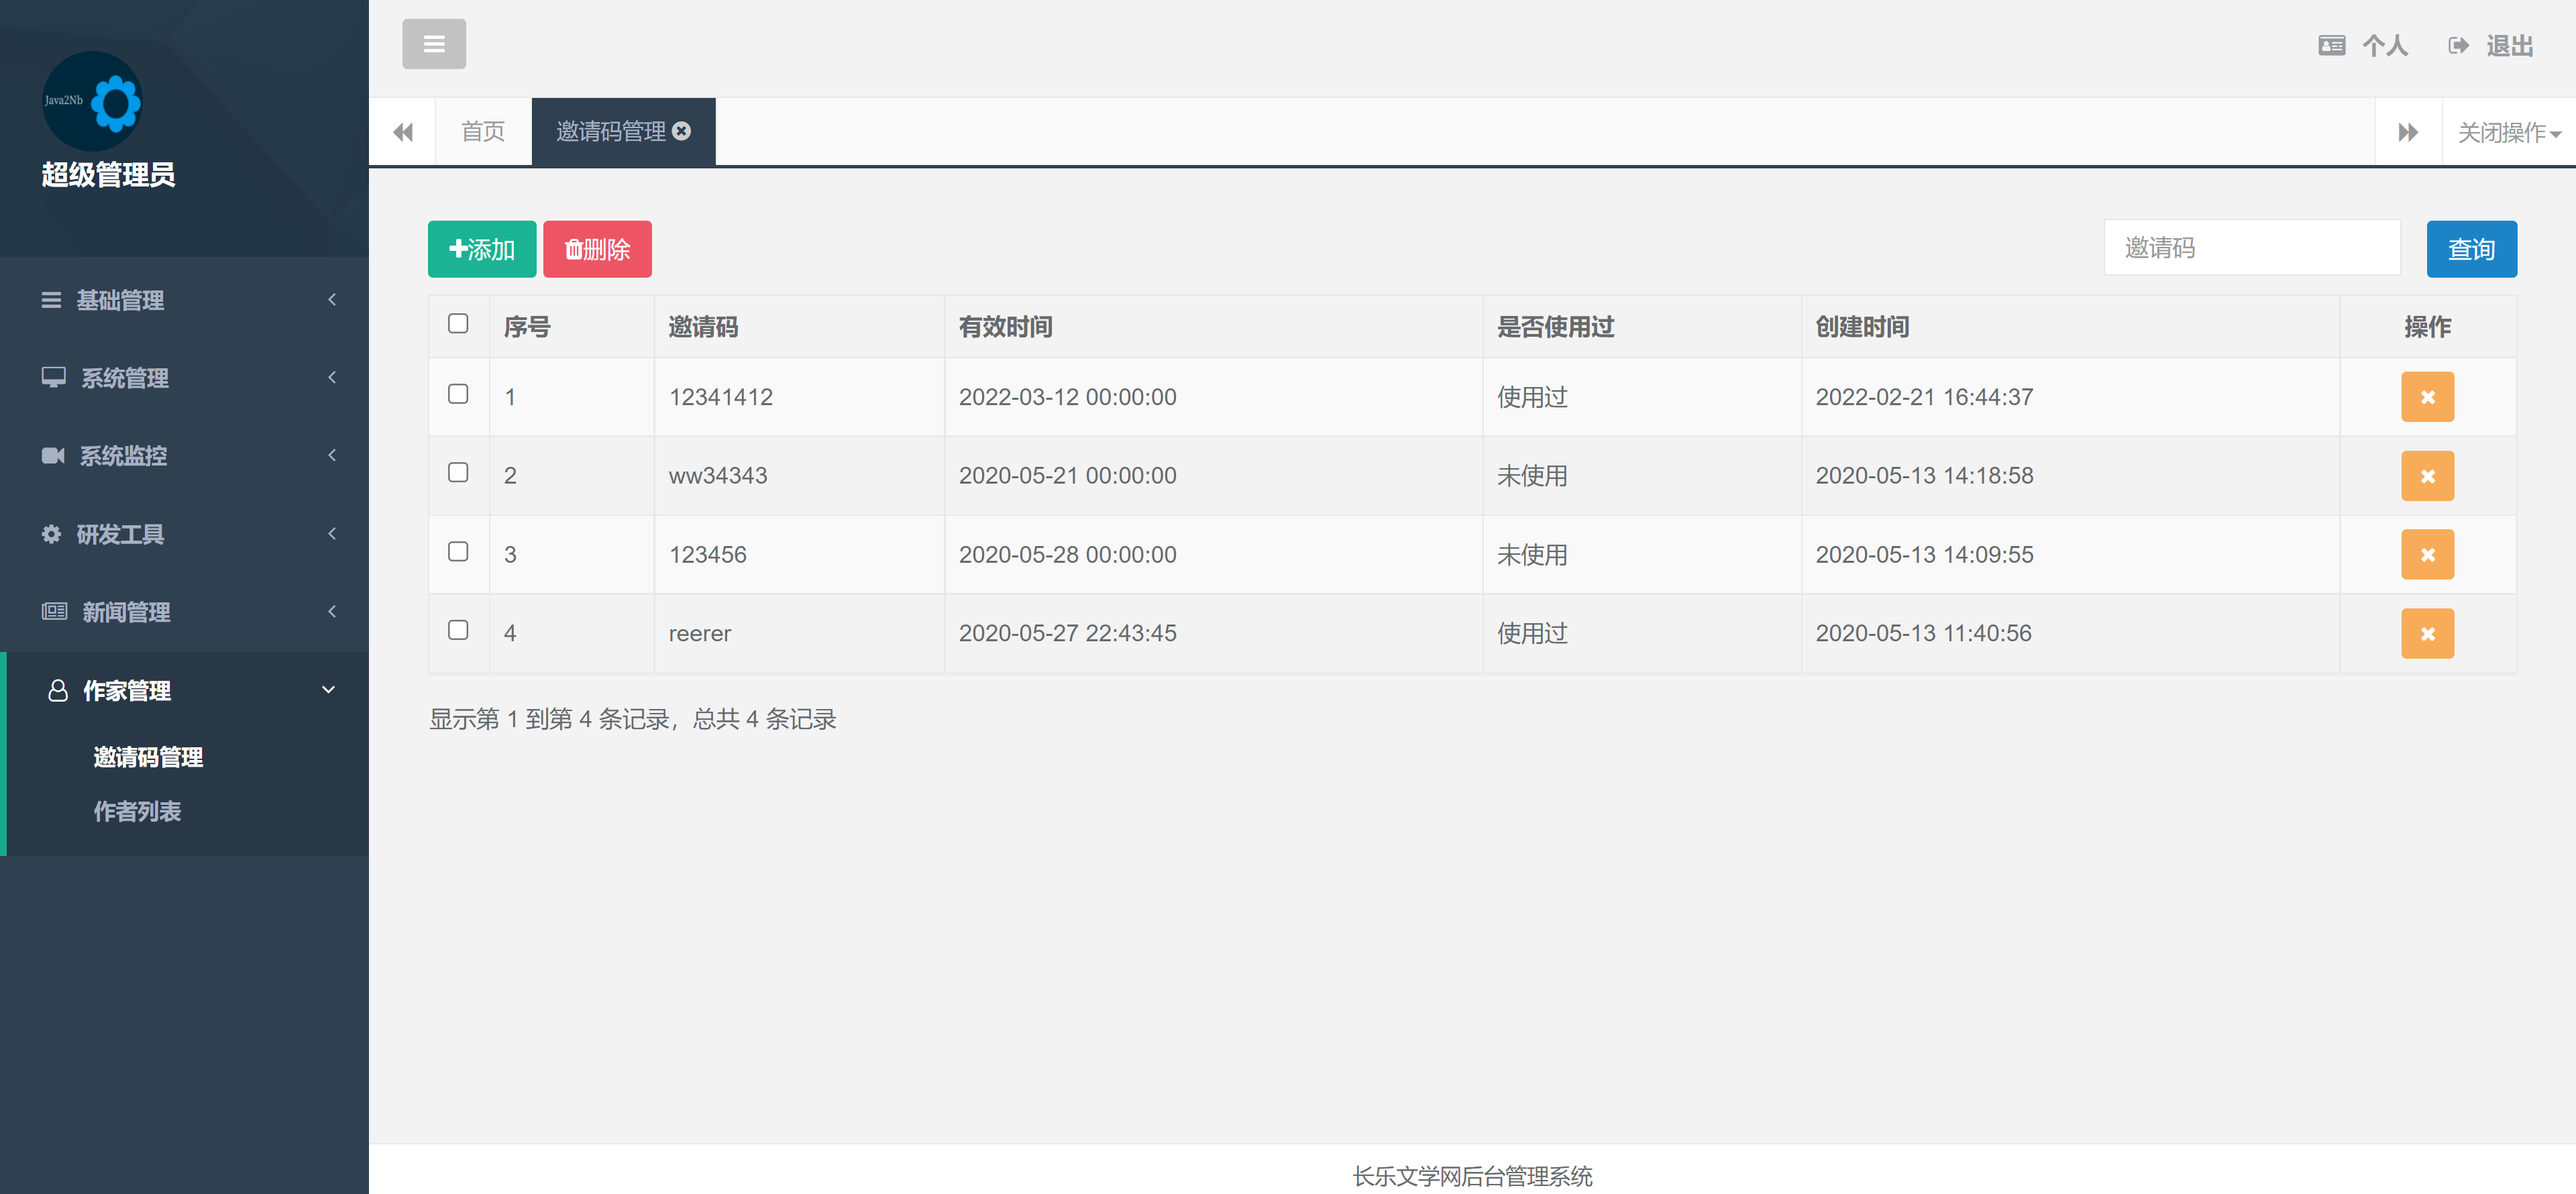 Java2Nb
超级管理员
基础管理
系统管理
系统监控
研发工具
新闻管理
作家管理
邀请码管理
作者列表
个人 退出
首页 邀请码管理 关闭操作
添加 删除 邀请码 查询
序号 邀请码 有效时间 是否使用过 创建时间 操作
1 12341412 2022-03-12 00:00:00 使用过 2022-02-21 16:44:37
2 ww34343 2020-05-21 00:00:00 未使用 2020-05-13 14:18:58
3 123456 2020-05-28 00:00:00 未使用 2020-05-13 14:09:55
4 reerer 2020-05-27 22:43:45 使用过 2020-05-13 11:40:56
显示第 1 到第 4 条记录，总共 4 条记录
长乐文学网后台管理系统